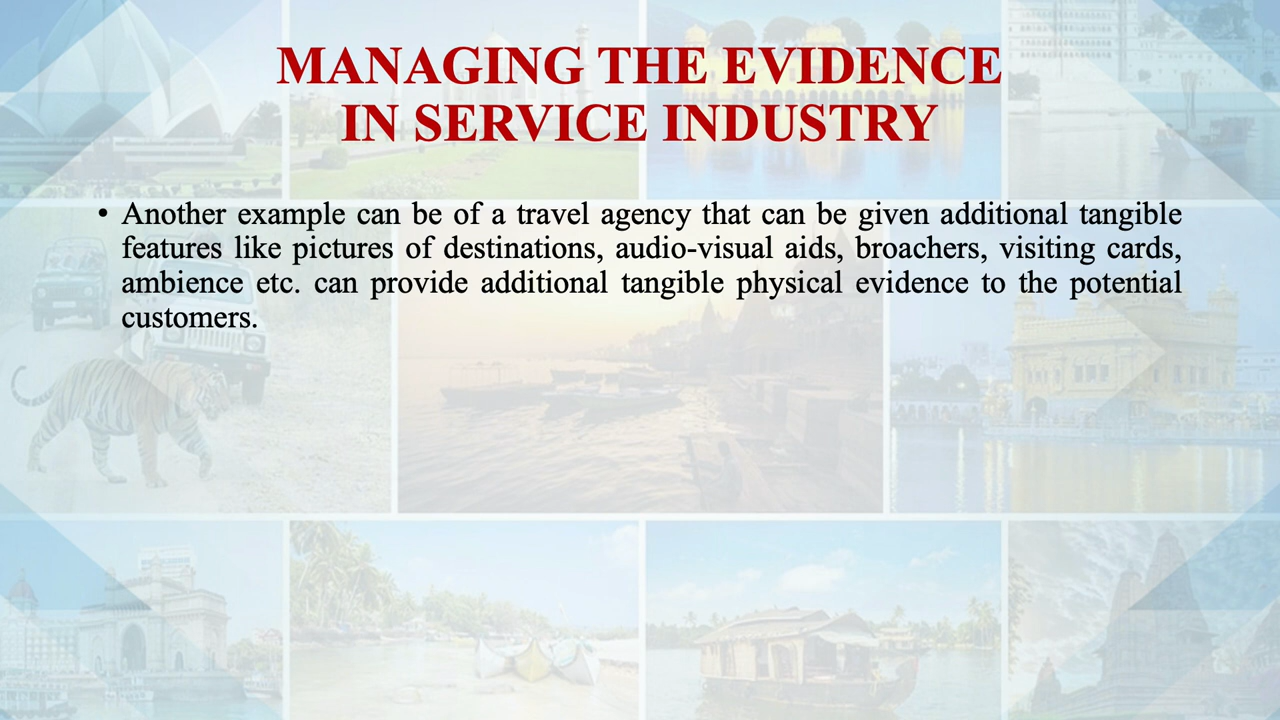 MANAGING THE EVIDENCE
IN SERVICE INDUSTRY
• Another example can be of a travel agency that can be given additional tangible
features like pictures of destinations, audio-visual aids, broachers, visiting cards,
ambience etc. can provide additional tangible physical evidence to the potential
customers.